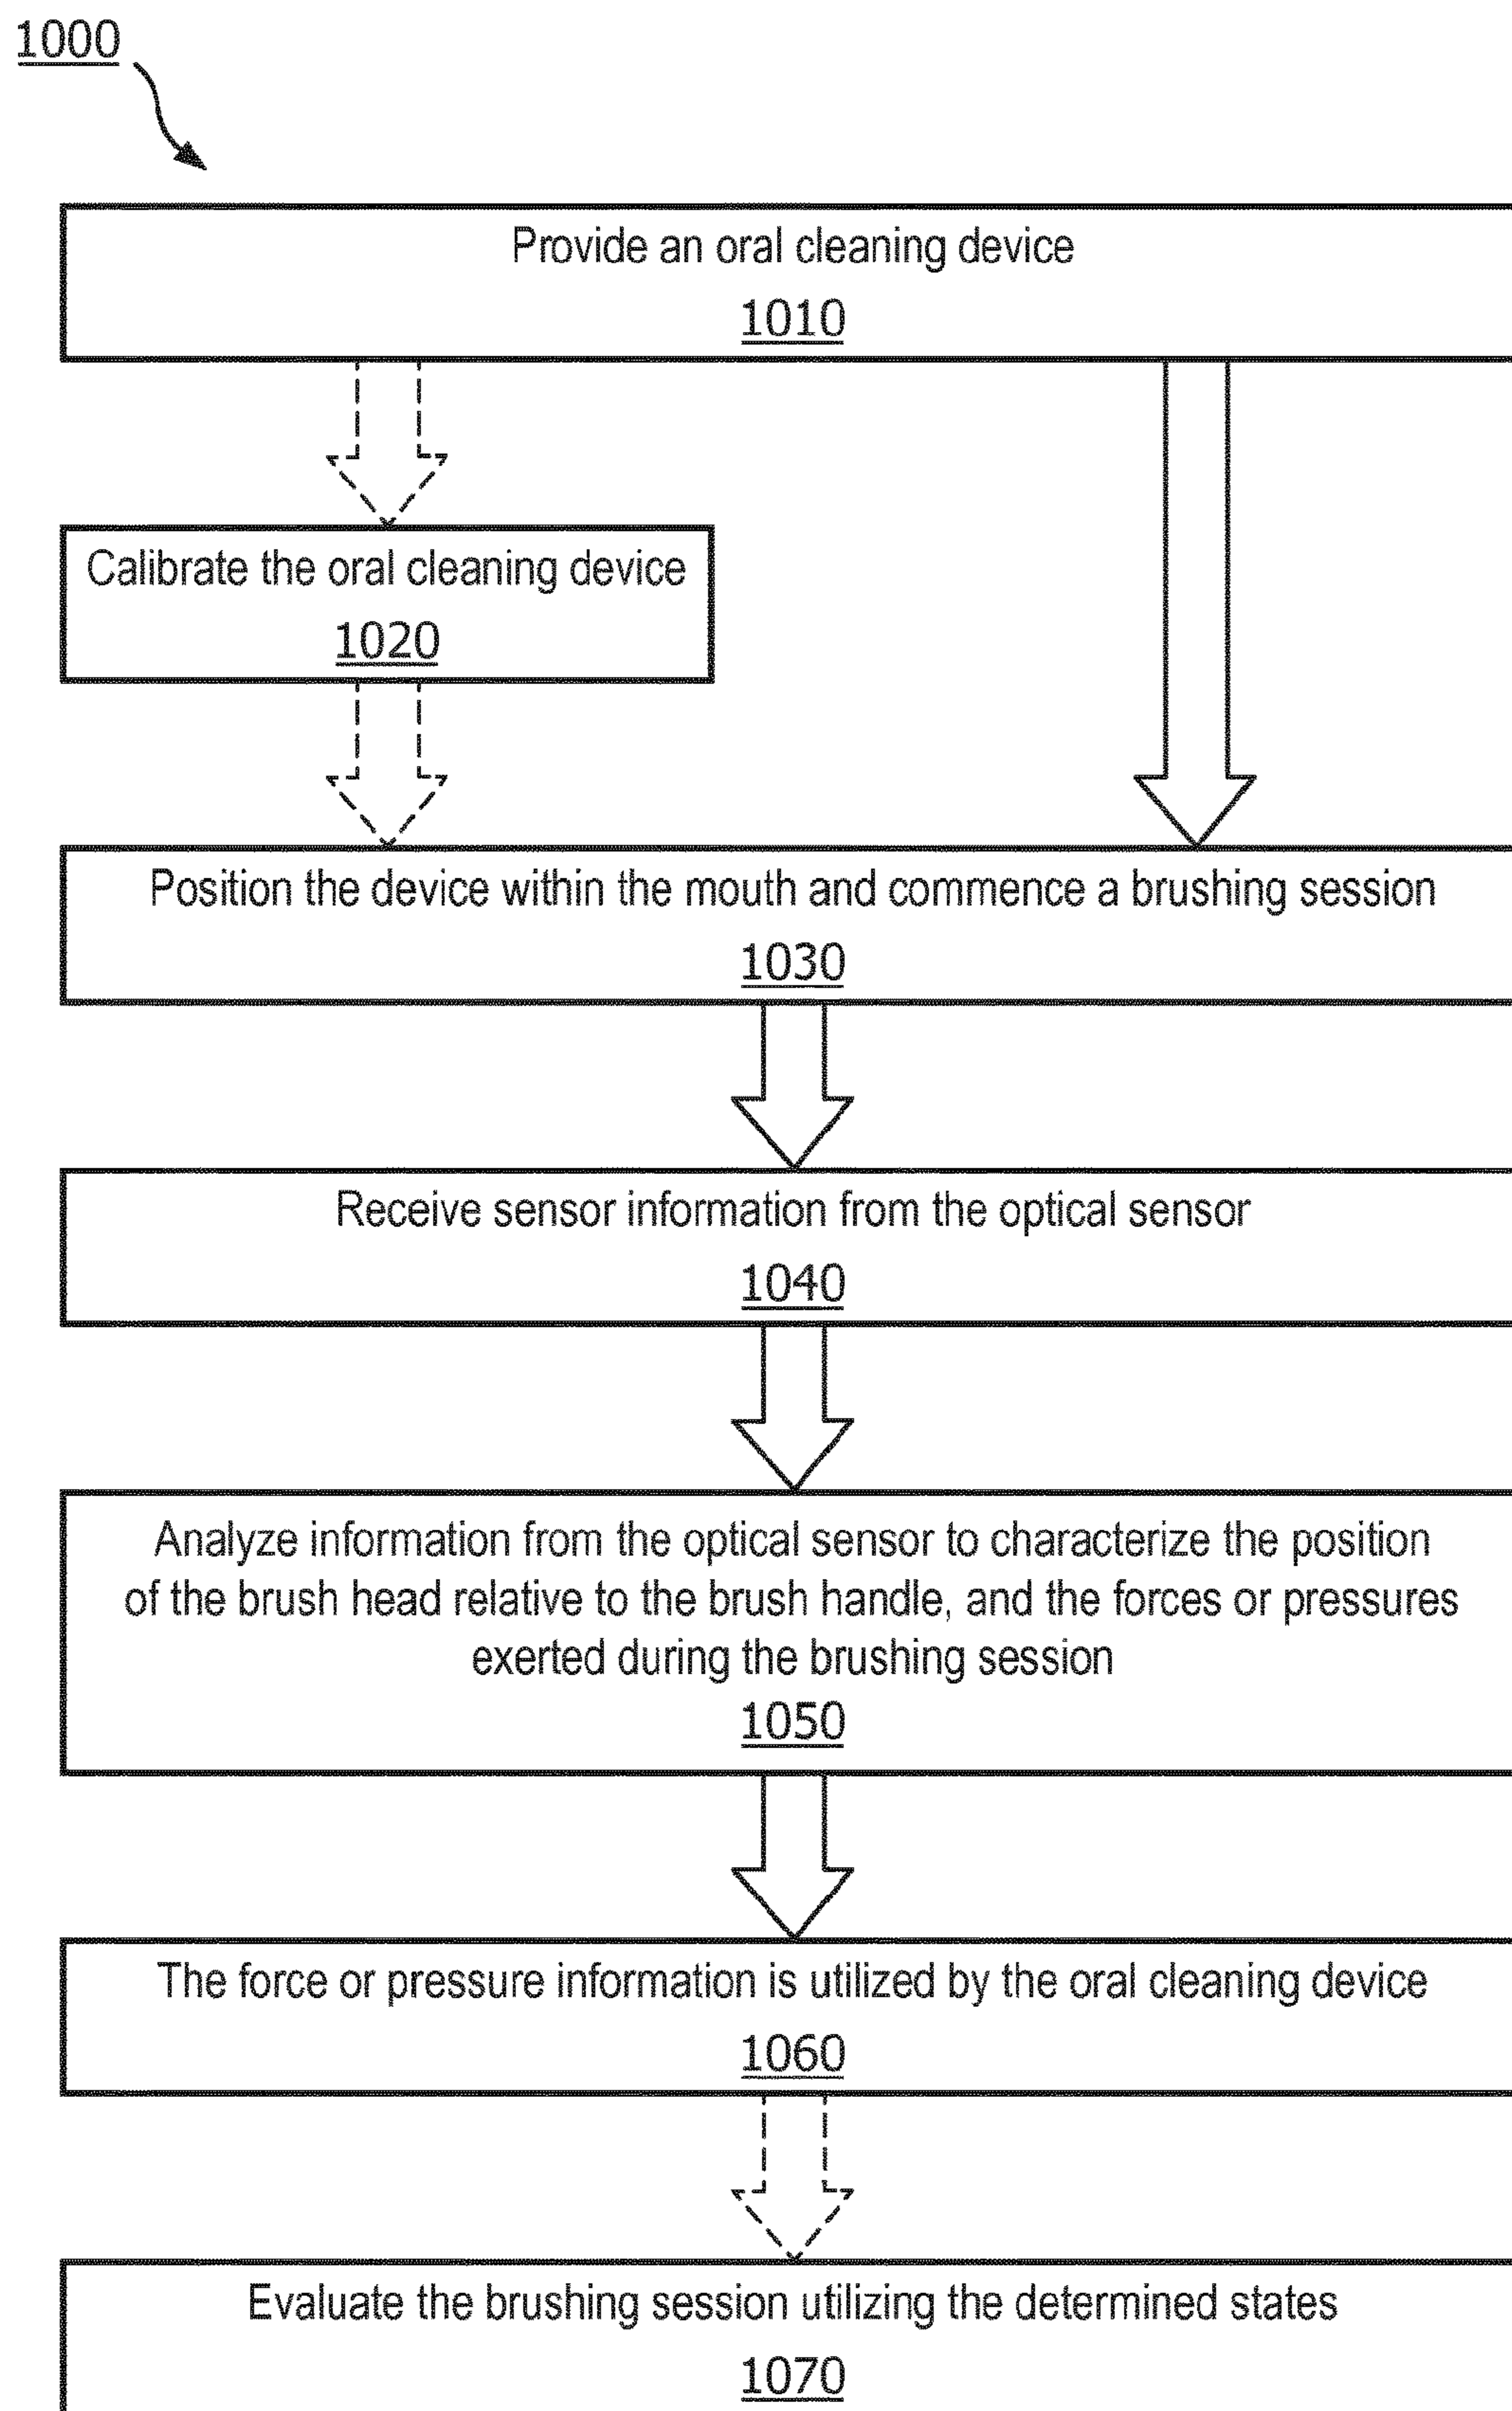 1000
Provide an oral cleaning device
1010
Calibrate the oral cleaning device
1020
Position the device within the mouth and commence a brushing session
1030
Receive sensor information from the optical sensor
1040
Analyze information from the optical sensor to characterize the position
of the brush head relative to the brush handle, and the forces or pressures
exerted during the brushing session
1050
The force or pressure information is utilized by the oral cleaning device
1060
Evaluate the brushing session utilizing the determined states
1070